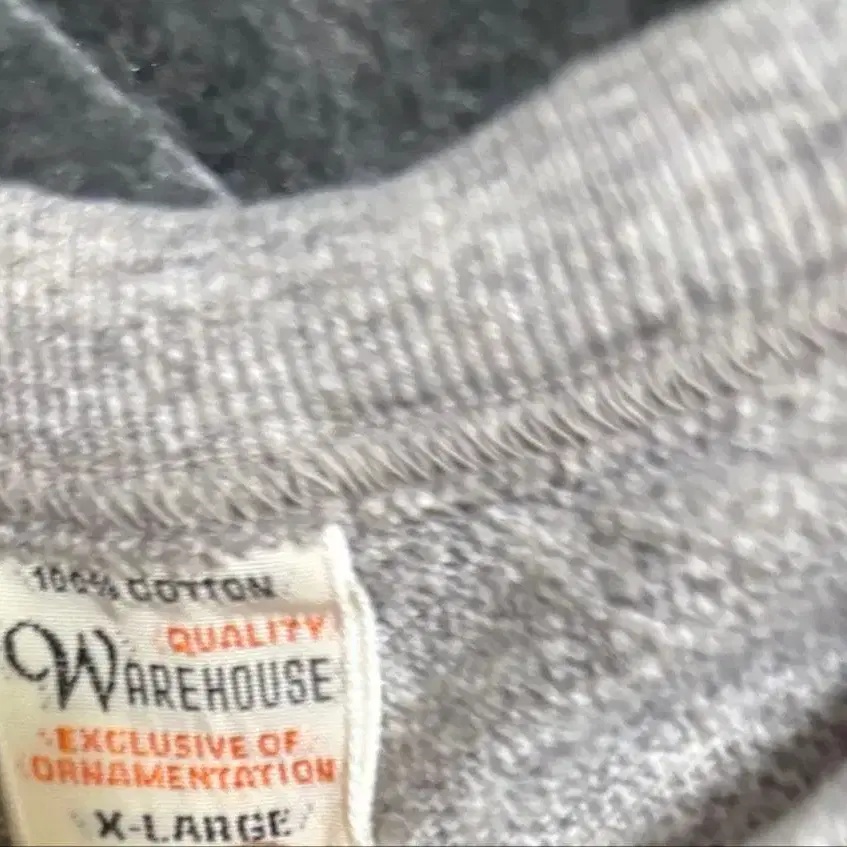 100% COTTON
QUALITY
WAREHOUSE
EXCLUSIVE OF
ORNAMENTATION
X-LARGE